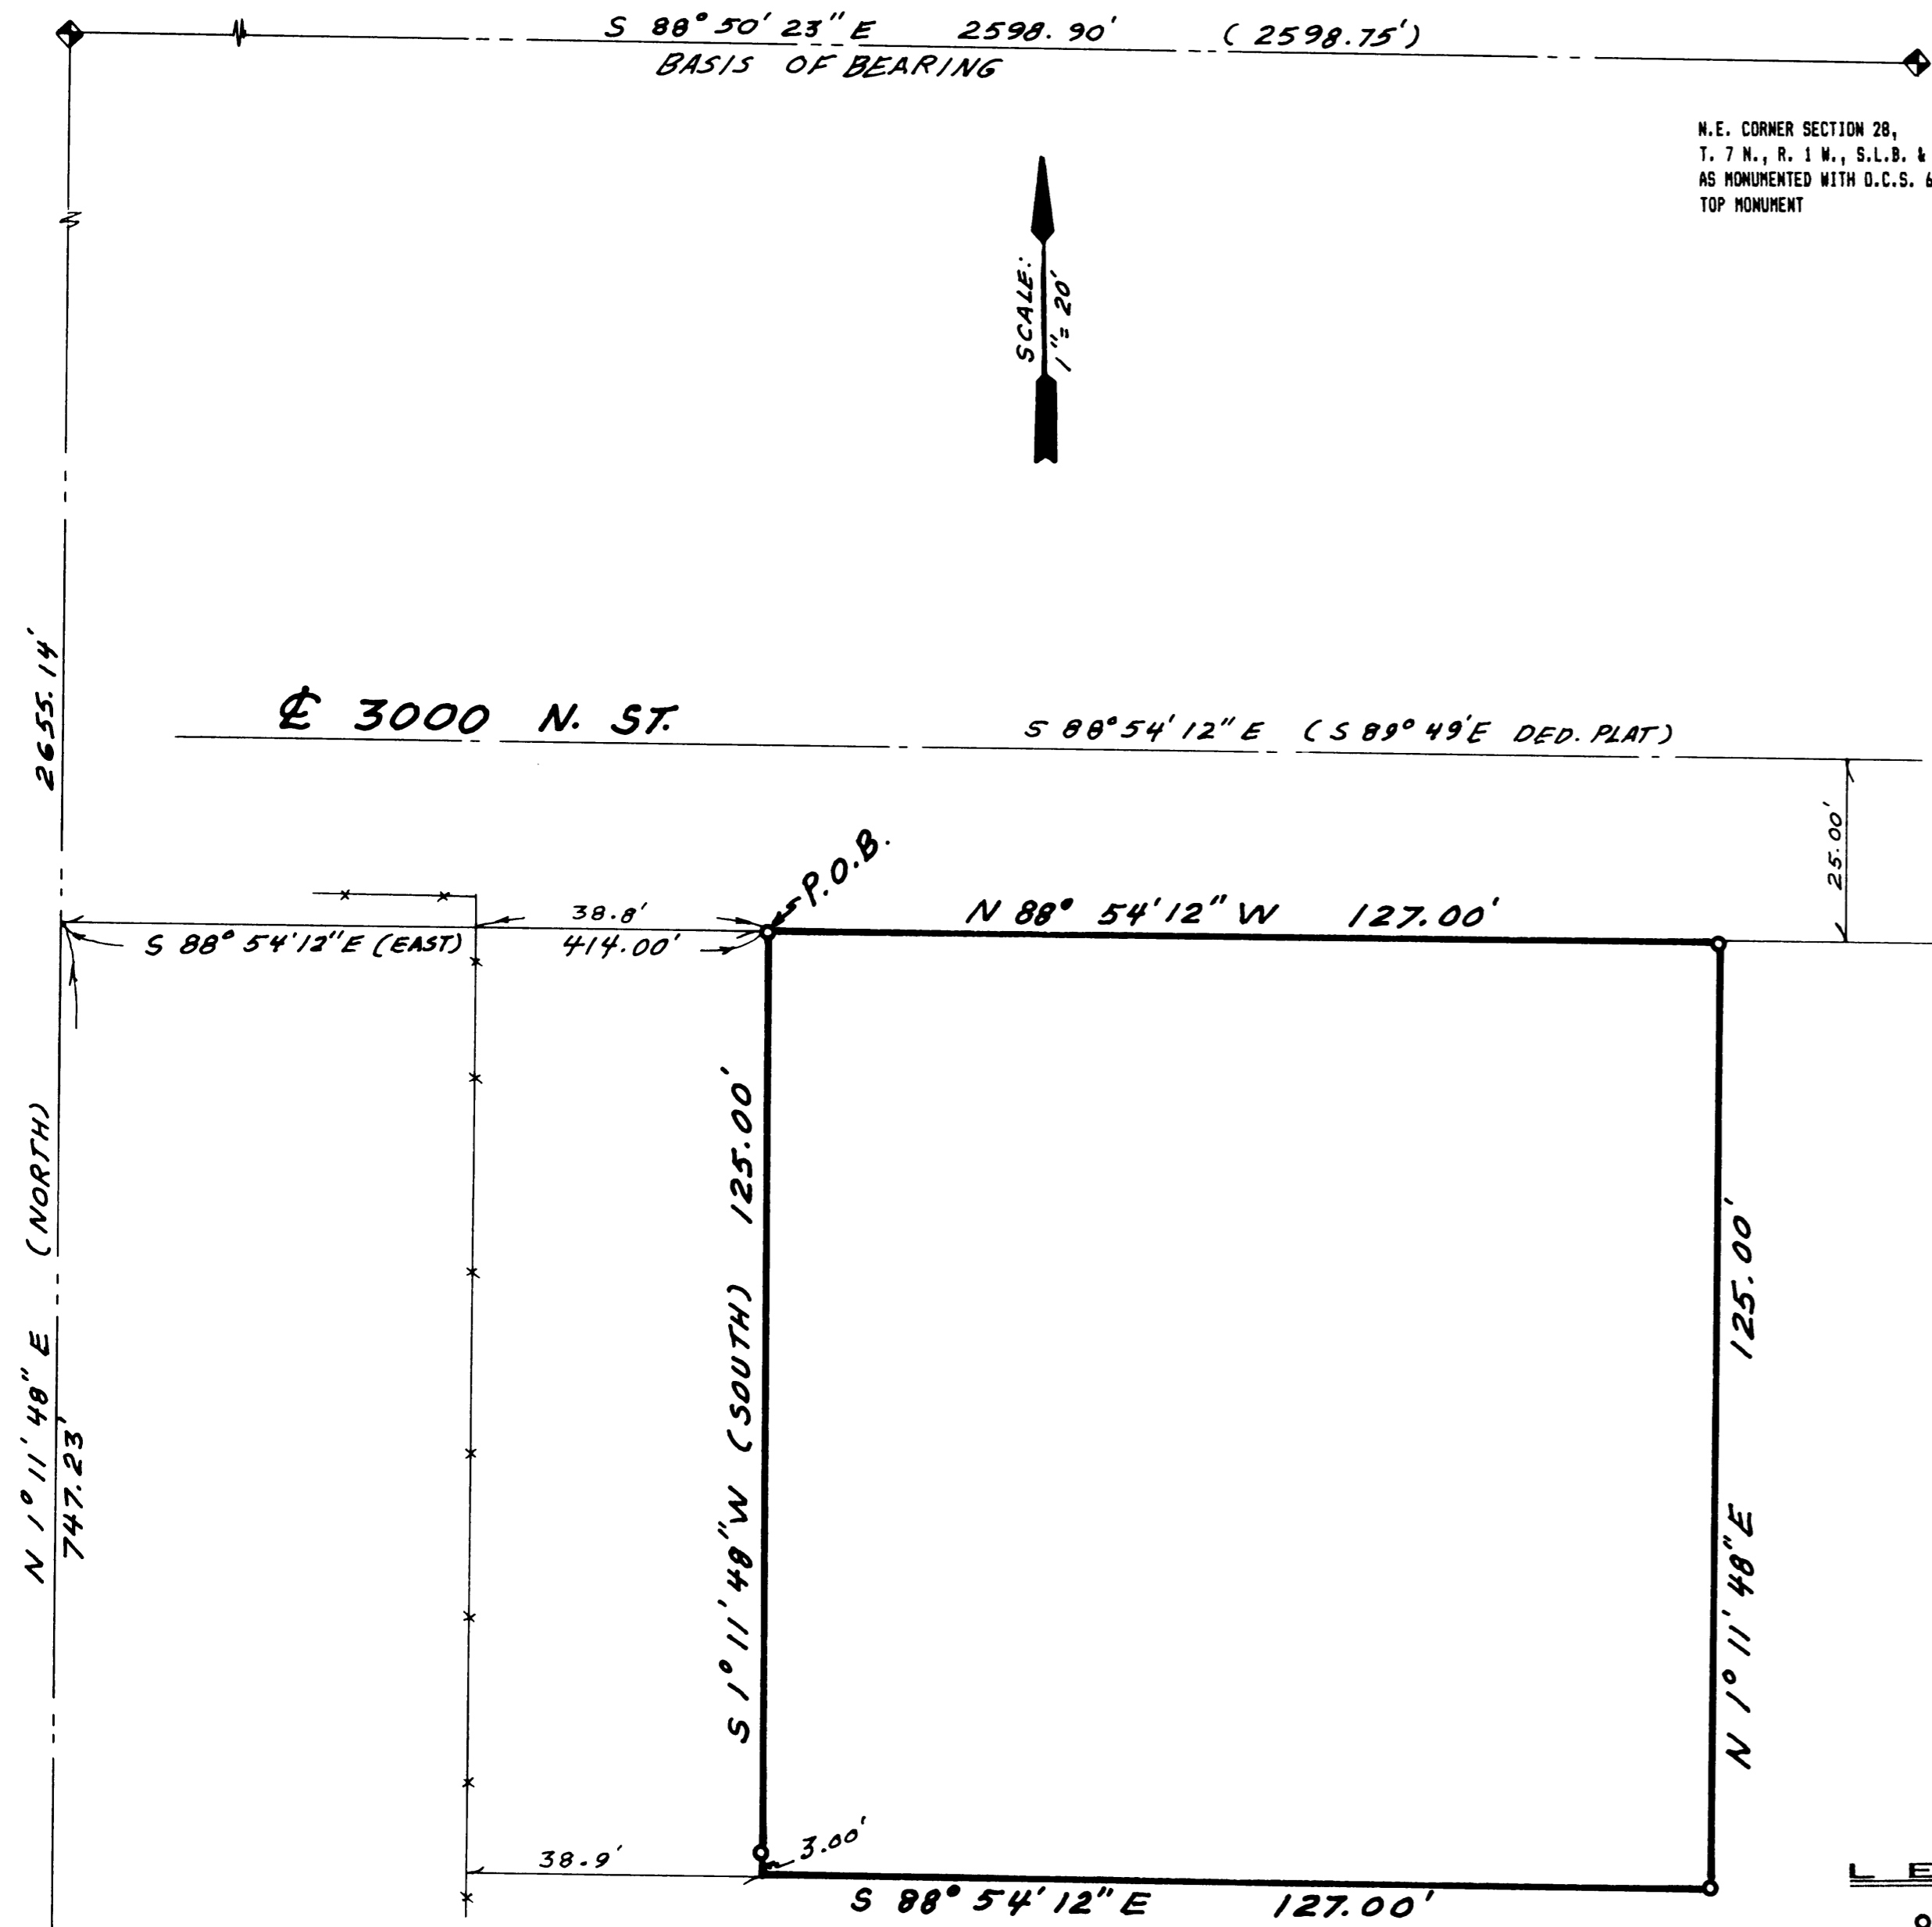 S 88° 50' 23" E 2598.90' (2598.75')
BASIS OF BEARING
N.E. CORNER SECTION 28,
T. 7 N., R. 1 W., S.L.B. &
AS MONUMENTED WITH O.C.S.
TOP MONUMENT
SCALE:
1" = 20'
2655.14'
℄ 3000 N. ST.
S 88° 54' 12" E (S 89° 49' E DED. PLAT)
25.00'
P.O.B.
38.8'
N 88° 54' 12" W 127.00'
S 88° 54' 12" E (EAST) 414.00'
N 1° 11' 48" E (NORTH)
747.23'
S 1° 11' 48" W (SOUTH) 125.00'
N 1° 11' 48" E 125.00'
38.9'
3.00'
S 88° 54' 12" E 127.00'
L E